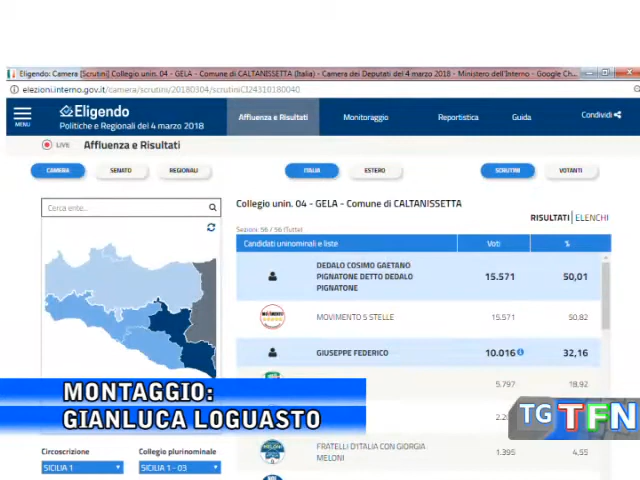 Eligendo: Camera [Scrutini] Collegio unin. 04 - GELA - Comune di CALTANISSETTA (Italia) - Camera dei Deputati del 4 marzo 2018 - Ministero dell'Interno - Google Ch...
elezioni.interno.gov.it/camera/scrutini/20180304/scrutiniCI24310180040
MENU
Eligendo
Politiche e Regionali del 4 marzo 2018
Affluenza e Risultati
Monitoraggio
Reportistica
Guida
Condividi
LIVE Affluenza e Risultati
CAMERA SENATO REGIONALI ITALIA ESTERO SCRUTINI VOTANTI
Cerca ente...
Collegio unin. 04 - GELA - Comune di CALTANISSETTA
RISULTATI ELENCHI
Sezioni: 56 / 56 (Tutte)
Candidati uninominali e liste Voti %
DEDALO COSIMO GAETANO
PIGNATONE DETTO DEDALO
PIGNATONE
15.571 50,01
MOVIMENTO 5 STELLE 15.571 50,82
GIUSEPPE FEDERICO 10.016 32,16
5.797 18,92
FRATELLI D'ITALIA CON GIORGIA
MELONI
1.395 4,55
MONTAGGIO:
GIANLUCA LOGUASTO
TG TFN
Circoscrizione Collegio plurinominale
SICILIA 1 SICILIA 1 - 03